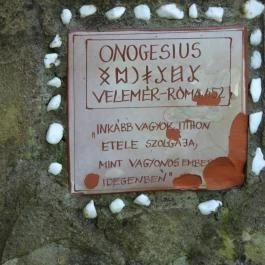 ONOGESIUS
VELEMÉR-RÓMA 452
„INKÁBB VAGYOK ITTHON
ETELE SZOLGÁJA,
MINT VAGYONOS EMBER
IDEGENBEN"